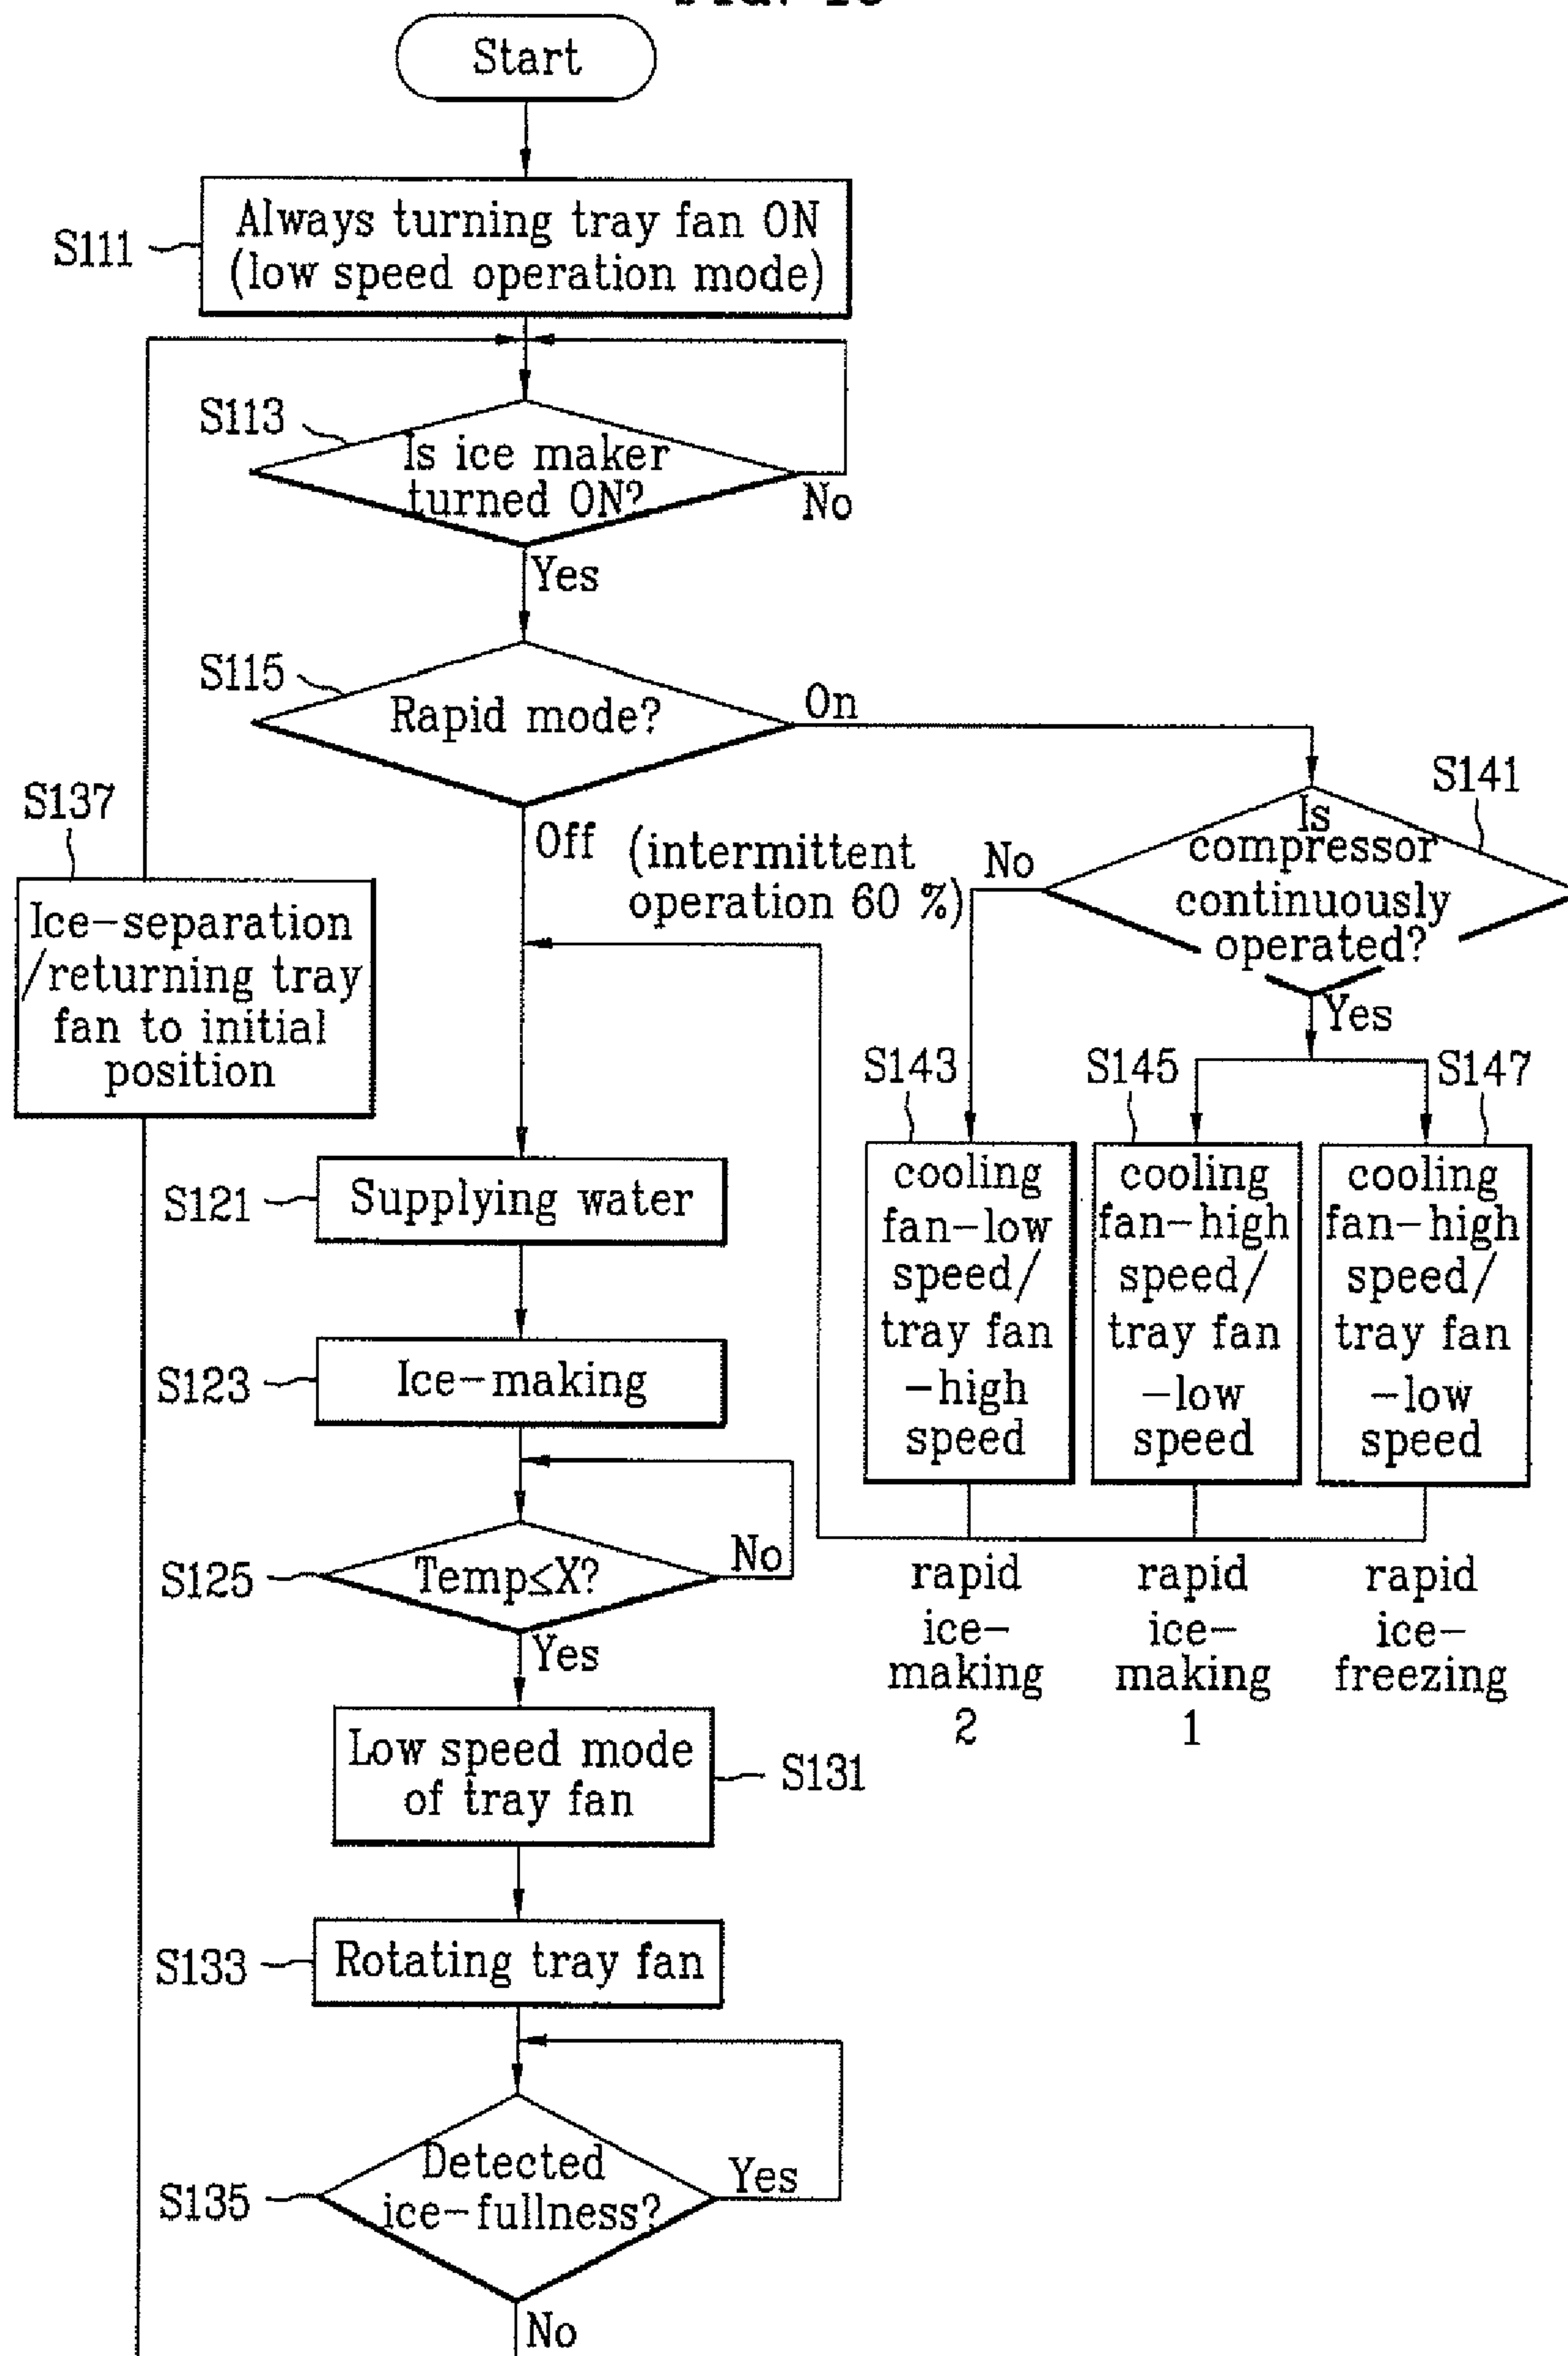 Start
S111
Always turning tray fan ON
(low speed operation mode)
S113
Is ice maker
turned ON?
No
Yes
S115
Rapid mode?
On
Off
S137
Ice-separation
/returning tray
fan to initial
position
(intermittent
operation 60 %)
No
S141
Is
compressor
continuously
operated?
Yes
S143
cooling
fan-low
speed/
tray fan
-high
speed
S145
cooling
fan-high
speed/
tray fan
-low
speed
S147
cooling
fan-high
speed/
tray fan
-low
speed
rapid
ice-
making
2
rapid
ice-
making
1
rapid
ice-
freezing
S121
Supplying water
S123
Ice-making
S125
Temp≤X?
No
Yes
Low speed mode
of tray fan
S131
S133
Rotating tray fan
S135
Detected
ice-fullness?
Yes
No